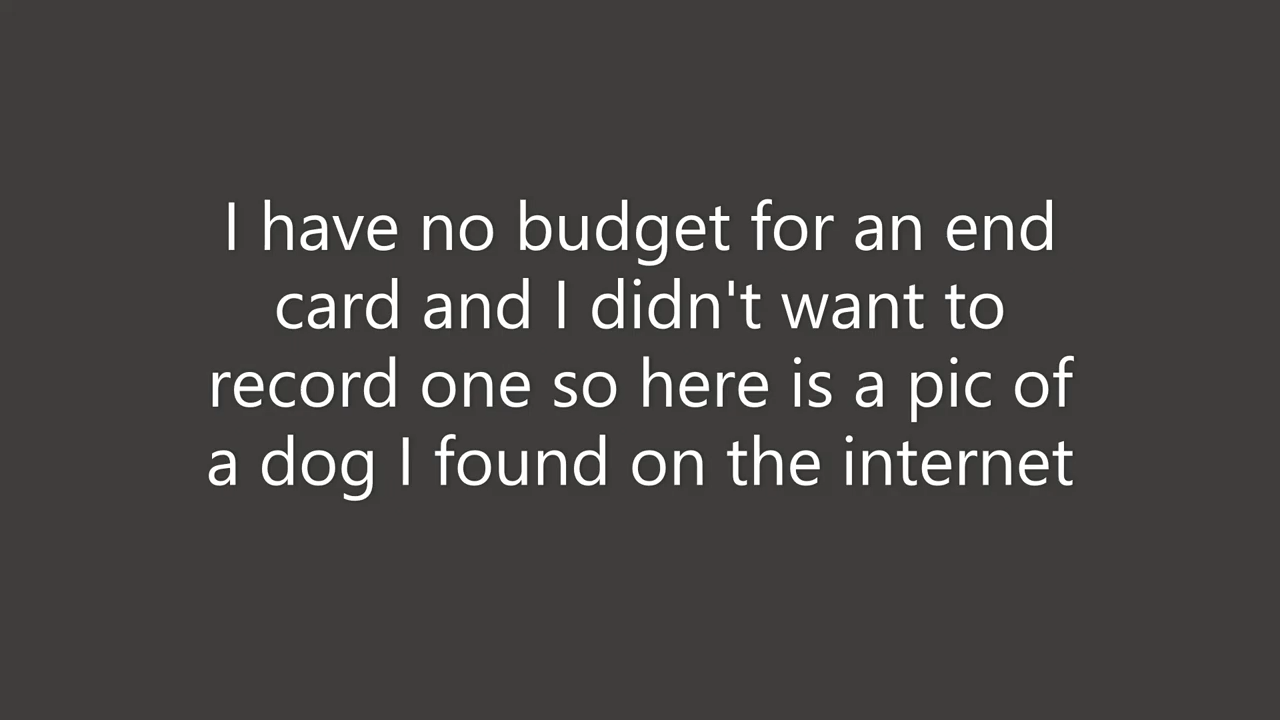 I have no budget for an end
card and I didn't want to
record one so here is a pic of
a dog I found on the internet